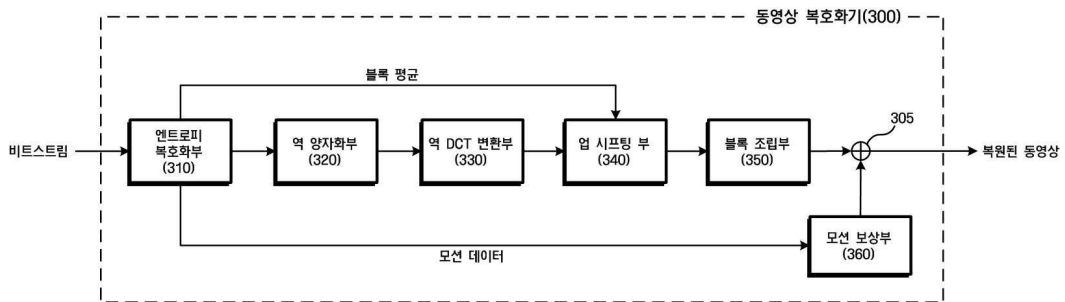 동영상 복호화기(300)
블록 평균
305
비트스트림
엔트로피
복호화부
(310)
역 양자화부
(320)
역 DCT 변환부
(330)
업 시프팅 부
(340)
블록 조립부
(350)
복원된 동영상
모션 데이터
모션 보상부
(360)